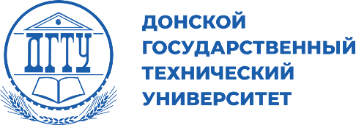 ДГТУ
ДОНСКОЙ
ГОСУДАРСТВЕННЫЙ
ТЕХНИЧЕСКИЙ
УНИВЕРСИТЕТ